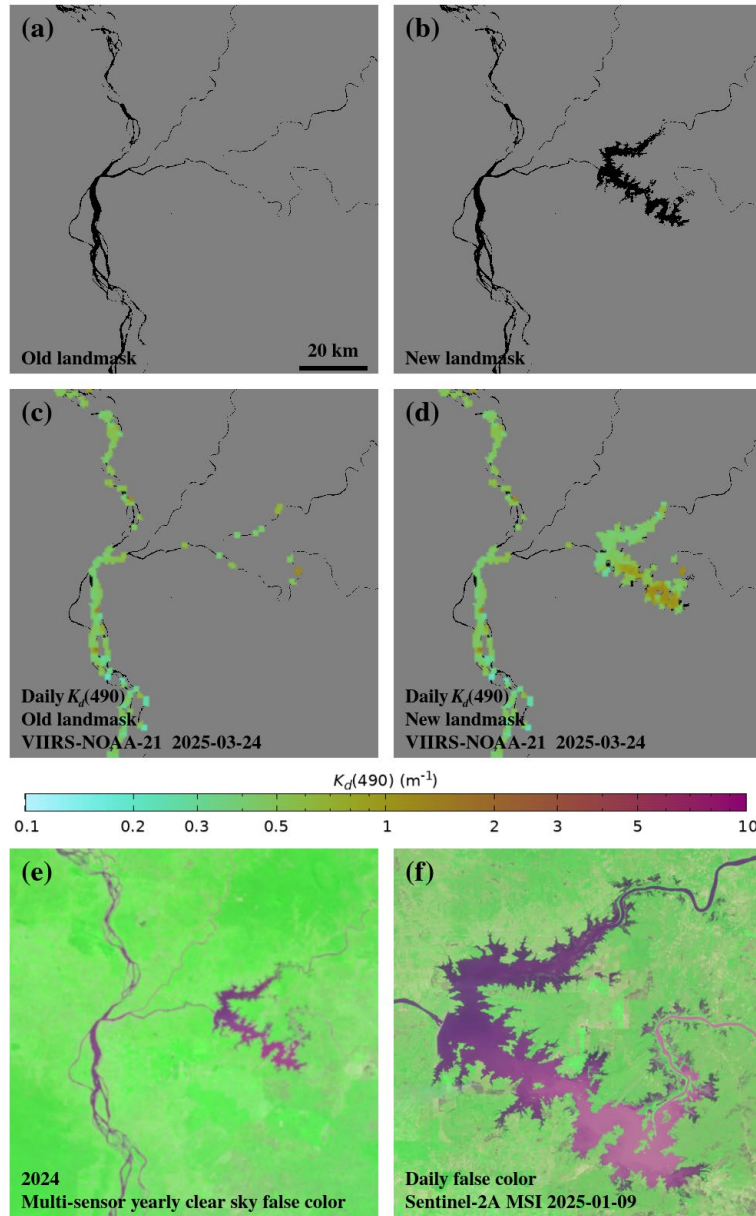 (a)
Old landmask
20 km
(b)
New landmask
(c)
Daily K_d(490)
Old landmask
VIIRS-NOAA-21 2025-03-24
(d)
Daily K_d(490)
New landmask
VIIRS-NOAA-21 2025-03-24
K_d(490) (m⁻¹)
0.1 0.2 0.3 0.5 1 2 3 5 10
(e)
2024
Multi-sensor yearly clear sky false color
(f)
Daily false color
Sentinel-2A MSI 2025-01-09